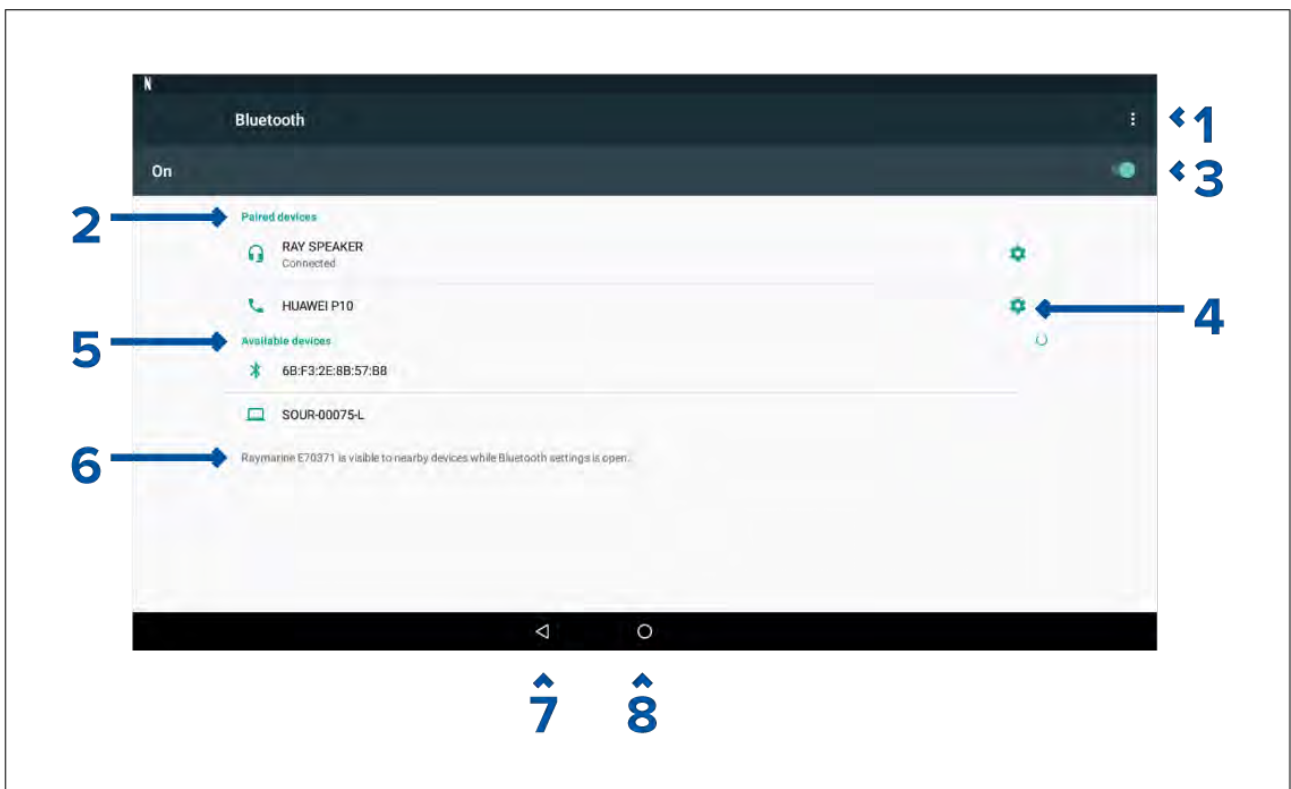 N
Bluetooth
1
On
3
2
Paired devices
RAY SPEAKER
Connected
HUAWEI P10
4
5
Available devices
6B:F3:2E:8B:57:B8
SOUR-00075-L
6
Raymarine E70371 is visible to nearby devices while Bluetooth settings is open.
7 8